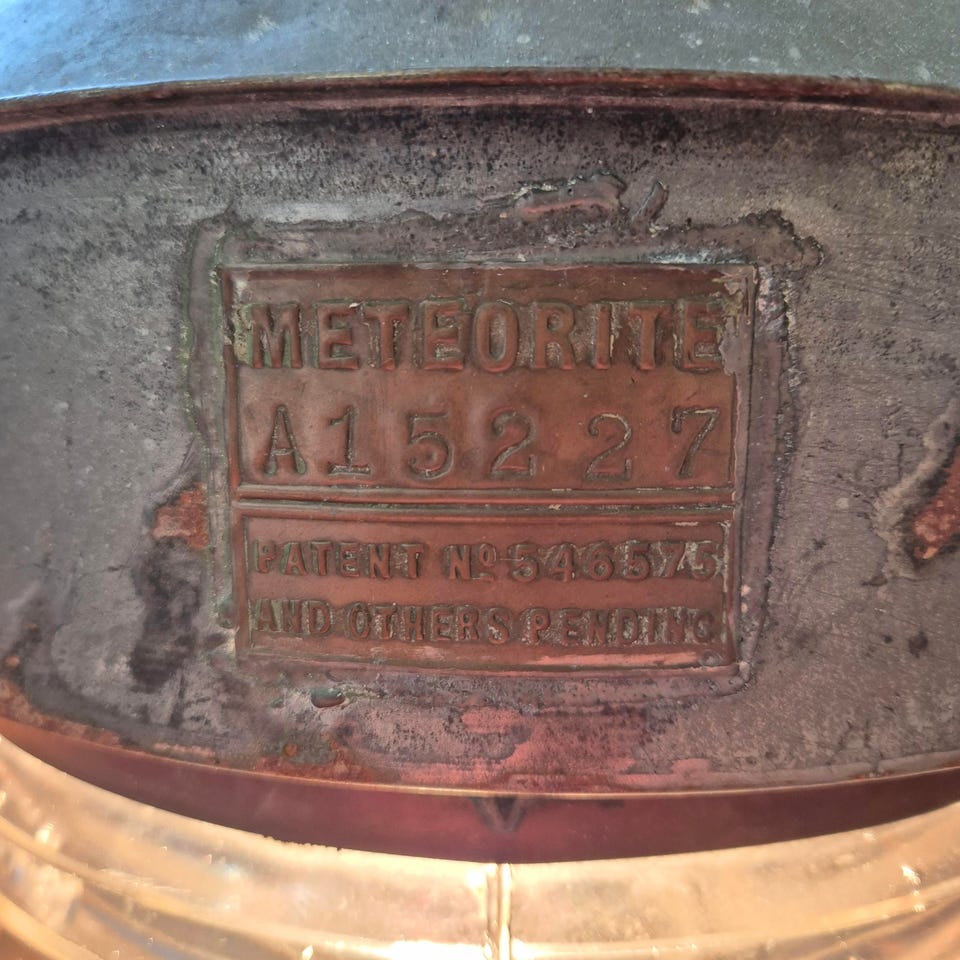 METEORITE
A15227
PATENT Nº 546575
AND OTHERS PENDING